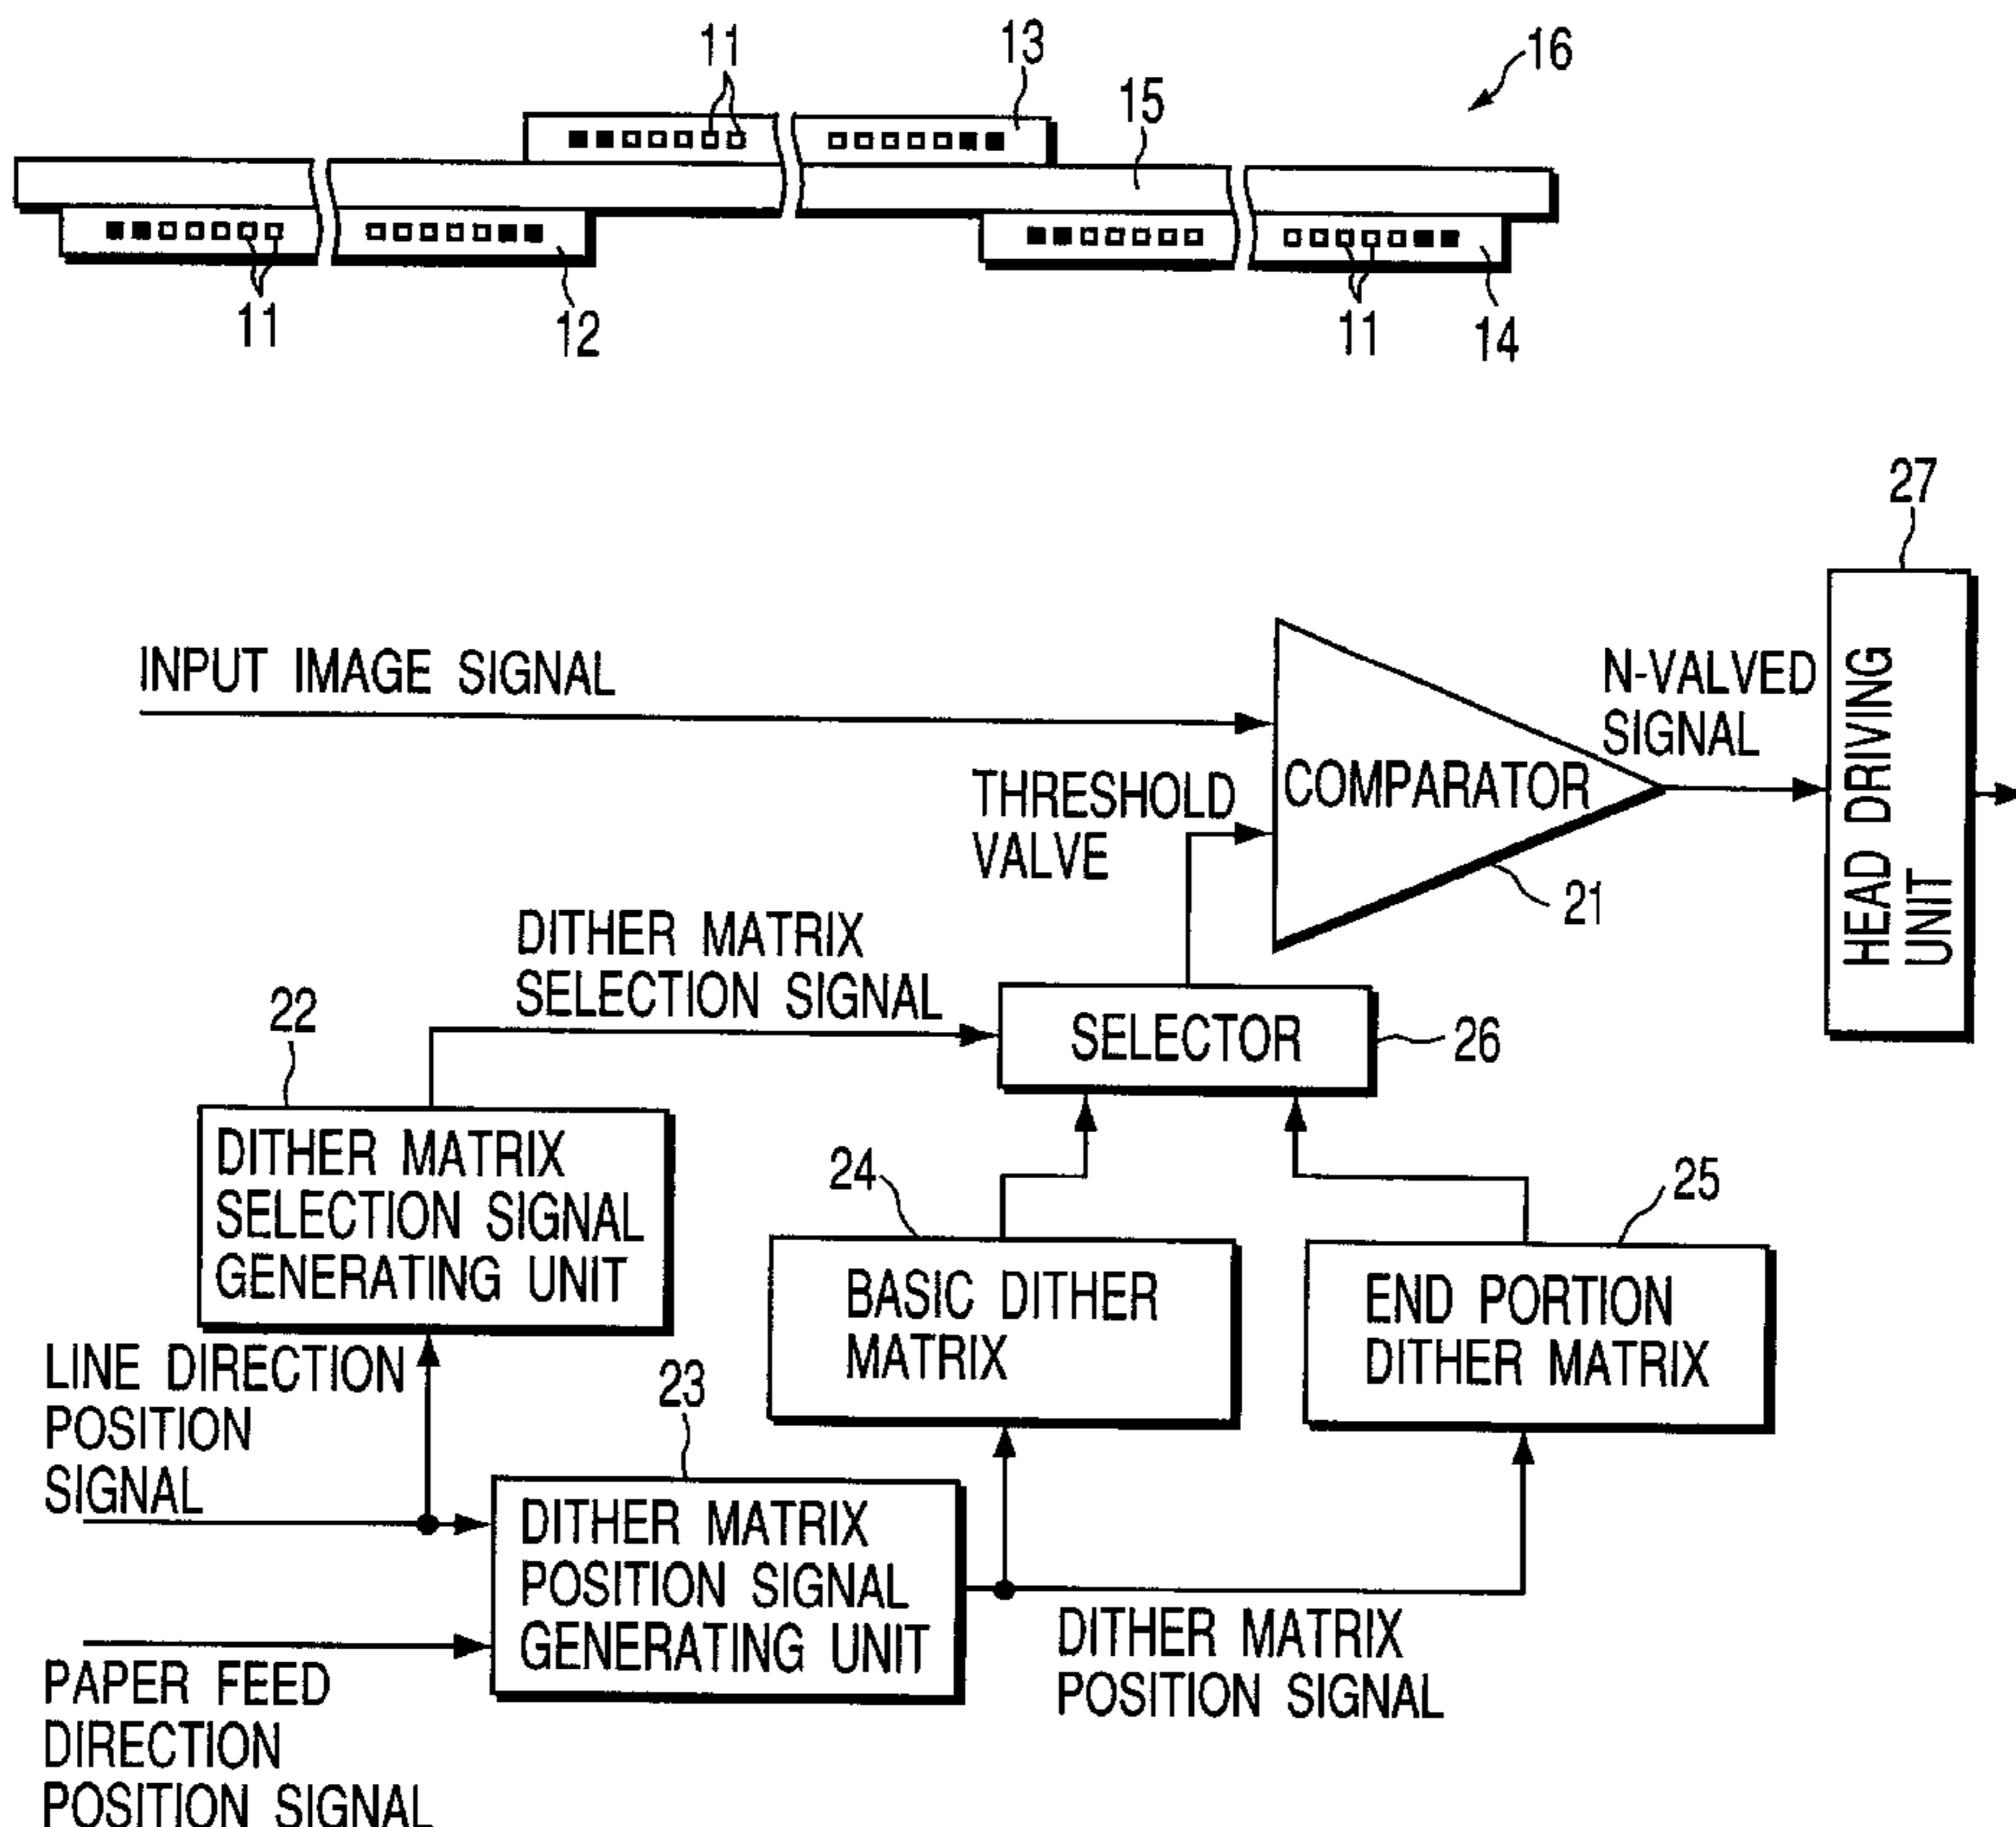 11
13
15
16
11
12
11
14
27
INPUT IMAGE SIGNAL
N-VALVED
SIGNAL
COMPARATOR
THRESHOLD
VALVE
HEAD DRIVING
UNIT
21
DITHER MATRIX
SELECTION SIGNAL
22
SELECTOR
26
DITHER MATRIX
SELECTION SIGNAL
GENERATING UNIT
24
25
BASIC DITHER
MATRIX
END PORTION
DITHER MATRIX
LINE DIRECTION
POSITION
SIGNAL
23
DITHER MATRIX
POSITION SIGNAL
GENERATING UNIT
DITHER MATRIX
POSITION SIGNAL
PAPER FEED
DIRECTION
POSITION SIGNAL